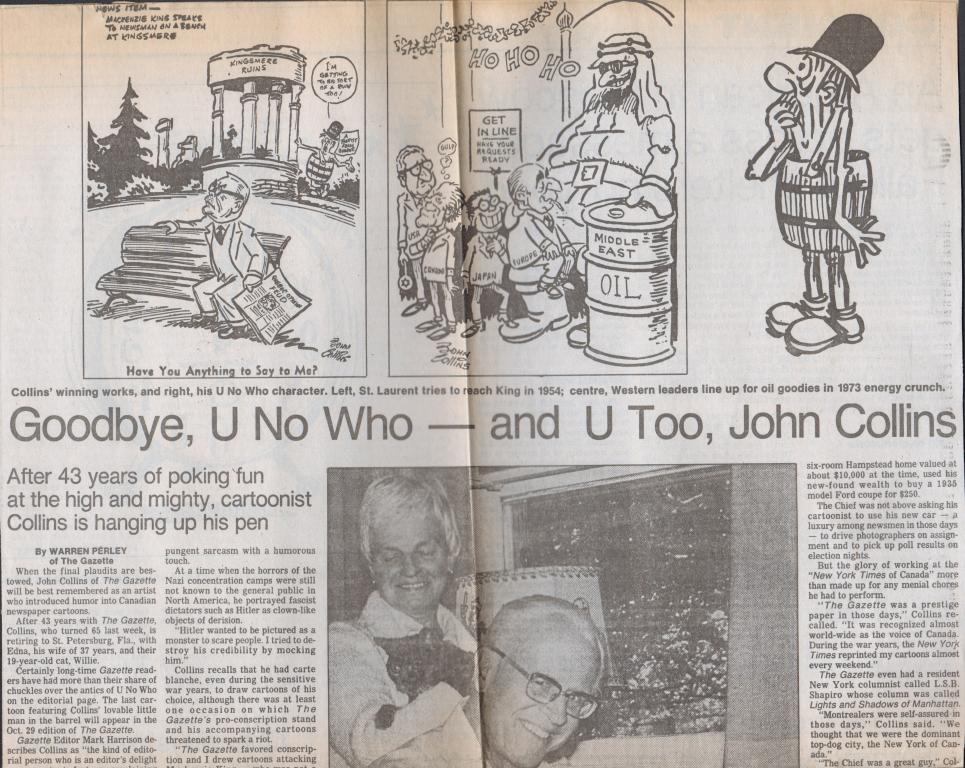 NEWS ITEM —
MACKENZIE KING SPEAKS
TO NEWSMAN ON A BENCH
AT KINGSMERE
KINGSMERE
RUINS
I'M
GETTING
TO BE SORT
OF A RUIN
TOO!
Have You Anything to Say to Me?
HO HO HO
GET
IN LINE
HAVE YOUR
REQUESTS
READY
GULP
USA
CANADA
JAPAN
EUROPE
MIDDLE
EAST
OIL
JOHN
COLLINS
Collins' winning works, and right, his U No Who character. Left, St. Laurent tries to reach King in 1954; centre, Western leaders line up for oil goodies in 1973 energy crunch.
Goodbye, U No Who — and U Too, John Collins
After 43 years of poking fun
at the high and mighty, cartoonist
Collins is hanging up his pen
By WARREN PERLEY
of The Gazette
When the final plaudits are bes-
towed, John Collins of The Gazette
will be best remembered as an artist
who introduced humor into Canadian
newspaper cartoons.
After 43 years with The Gazette,
Collins, who turned 65 last week, is
retiring to St. Petersburg, Fla., with
Edna, his wife of 37 years, and their
19-year-old cat, Willie.
Certainly long-time Gazette read-
ers have had more than their share of
chuckles over the antics of U No Who
on the editorial page. The last car-
toon featuring Collins' lovable little
man in the barrel will appear in the
Oct. 29 edition of The Gazette.
Gazette Editor Mark Harrison de-
scribes Collins as "the kind of edito-
rial person who is an editor's delight
pungent sarcasm with a humorous
touch.
At a time when the horrors of the
Nazi concentration camps were still
not known to the general public in
North America, he portrayed fascist
dictators such as Hitler as clown-like
objects of derision.
"Hitler wanted to be pictured as a
monster to scare people. I tried to de-
stroy his credibility by mocking
him."
Collins recalls that he had carte
blanche, even during the sensitive
war years, to draw cartoons of his
choice, although there was at least
one occasion on which The
Gazette's pro-conscription stand
and his accompanying cartoons
threatened to spark a riot.
"The Gazette favored conscrip-
tion and I drew cartoons attacking
six-room Hampstead home valued at
about $10,000 at the time, used his
new-found wealth to buy a 1935
model Ford coupe for $250.
The Chief was not above asking his
cartoonist to use his new car — a
luxury among newsmen in those days
— to drive photographers on assign-
ment and to pick up poll results on
election nights.
But the glory of working at the
"New York Times of Canada" more
than made up for any menial chores
he had to perform.
"The Gazette was a prestige
paper in those days," Collins re-
called. "It was recognized almost
world-wide as the voice of Canada.
During the war years, the New York
Times reprinted my cartoons almost
every weekend."
The Gazette even had a resident
New York columnist called L.S.B.
Shapiro whose column was called
Lights and Shadows of Manhattan.
"Montrealers were self-assured in
those days," Collins said. "We
thought that we were the dominant
top-dog city, the New York of Can-
ada."
"The Chief was a great guy," Col-